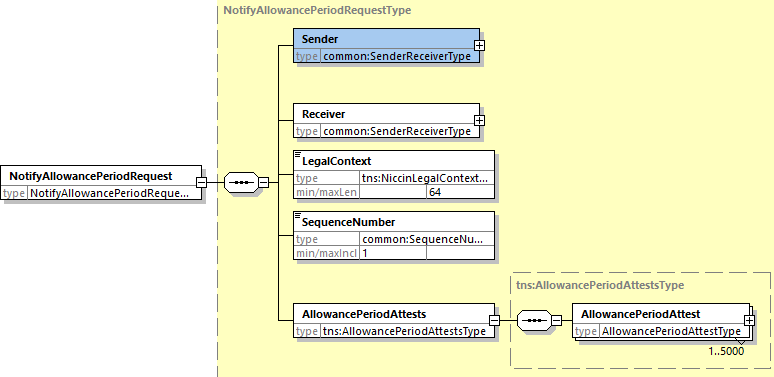 NotifyAllowancePeriodRequestType
Sender
type common:SenderReceiverType
Receiver
type common:SenderReceiverType
NotifyAllowancePeriodRequest
type NotifyAllowancePeriodReque...
LegalContext
type tns:NiccinLegalContext...
min/maxLen 64
SequenceNumber
type common:SequenceNu...
min/maxIncl 1
AllowancePeriodAttests
type tns:AllowancePeriodAttestsType
tns:AllowancePeriodAttestsType
AllowancePeriodAttest
type AllowancePeriodAttestType
1..5000